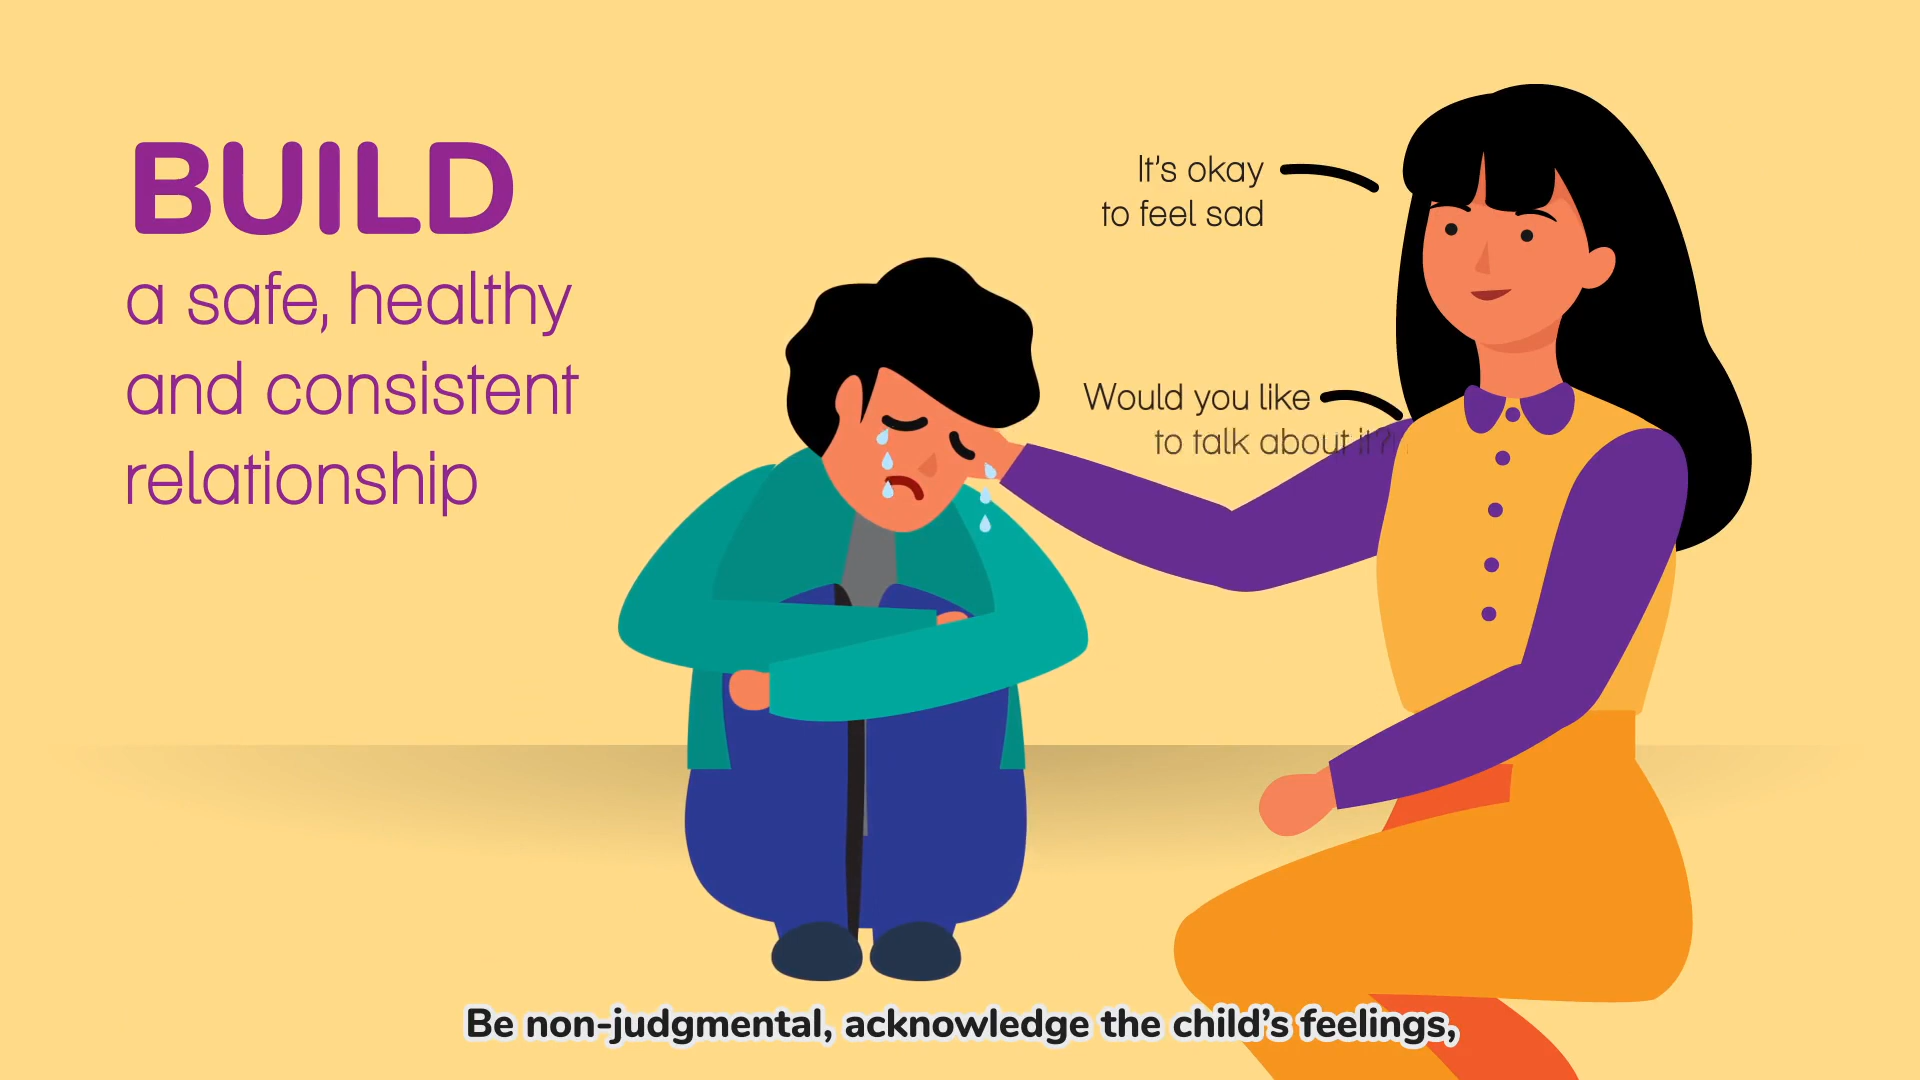 BUILD
a safe, healthy
and consistent
relationship
It's okay
to feel sad
Would you like
to talk about it?
Be non-judgmental, acknowledge the child's feelings,